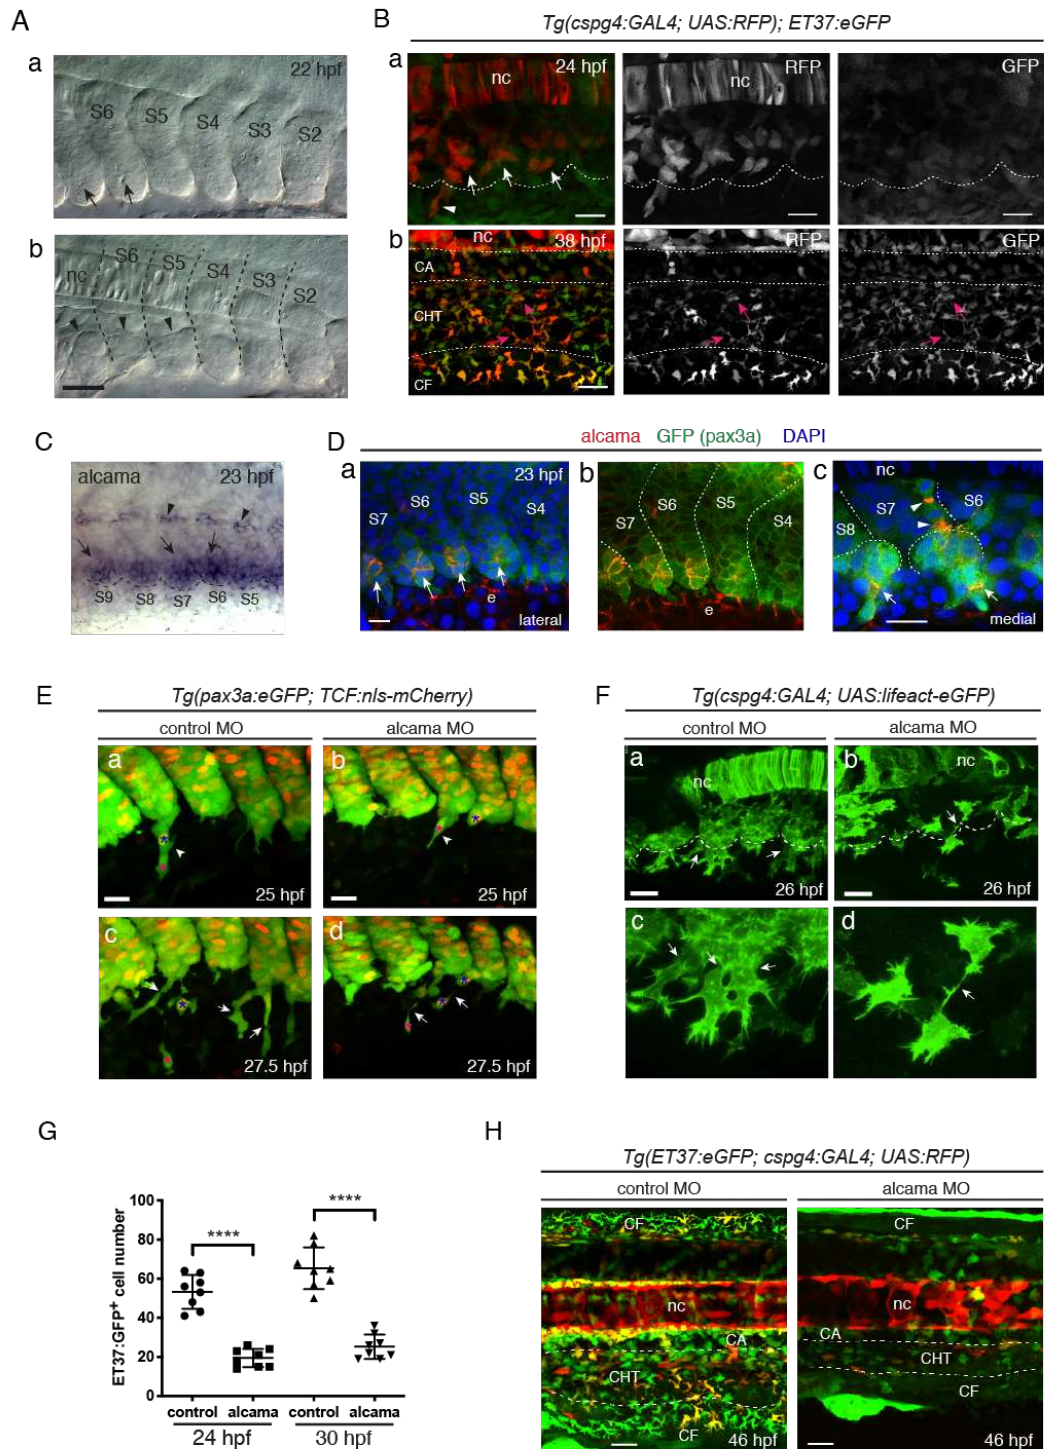 A
a
22 hpf
S6
S5
S4
S3
S2
b
nc
S6
S5
S4
S3
S2
B
Tg(cspg4:GAL4; UAS:RFP); ET37:eGFP
a
24 hpf
nc
RFP
nc
GFP
b
nc
38 hpf
RFP
GFP
CA
CHT
CF
C
alcama
23 hpf
S9
S8
S7
S6
S5
D
alcama GFP (pax3a) DAPI
a
23 hpf
S7
S6
S5
S4
e
lateral
b
S7
S6
S5
S4
e
c
nc
S8
S7
S6
medial
E
Tg(pax3a:eGFP; TCF:nls-mCherry)
control MO
alcama MO
a
25 hpf
b
25 hpf
c
27.5 hpf
d
27.5 hpf
F
Tg(cspg4:GAL4; UAS:lifeact-eGFP)
control MO
alcama MO
a
nc
26 hpf
b
nc
26 hpf
c
d
G
ET37:GFP+ cell number
100
80
60
40
20
0
****
****
control alcama control alcama
24 hpf 30 hpf
H
Tg(ET37:eGFP; cspg4:GAL4; UAS:RFP)
control MO
alcama MO
CF
nc
CA
CHT
CF
46 hpf
CF
nc
CA
CHT
CF
46 hpf